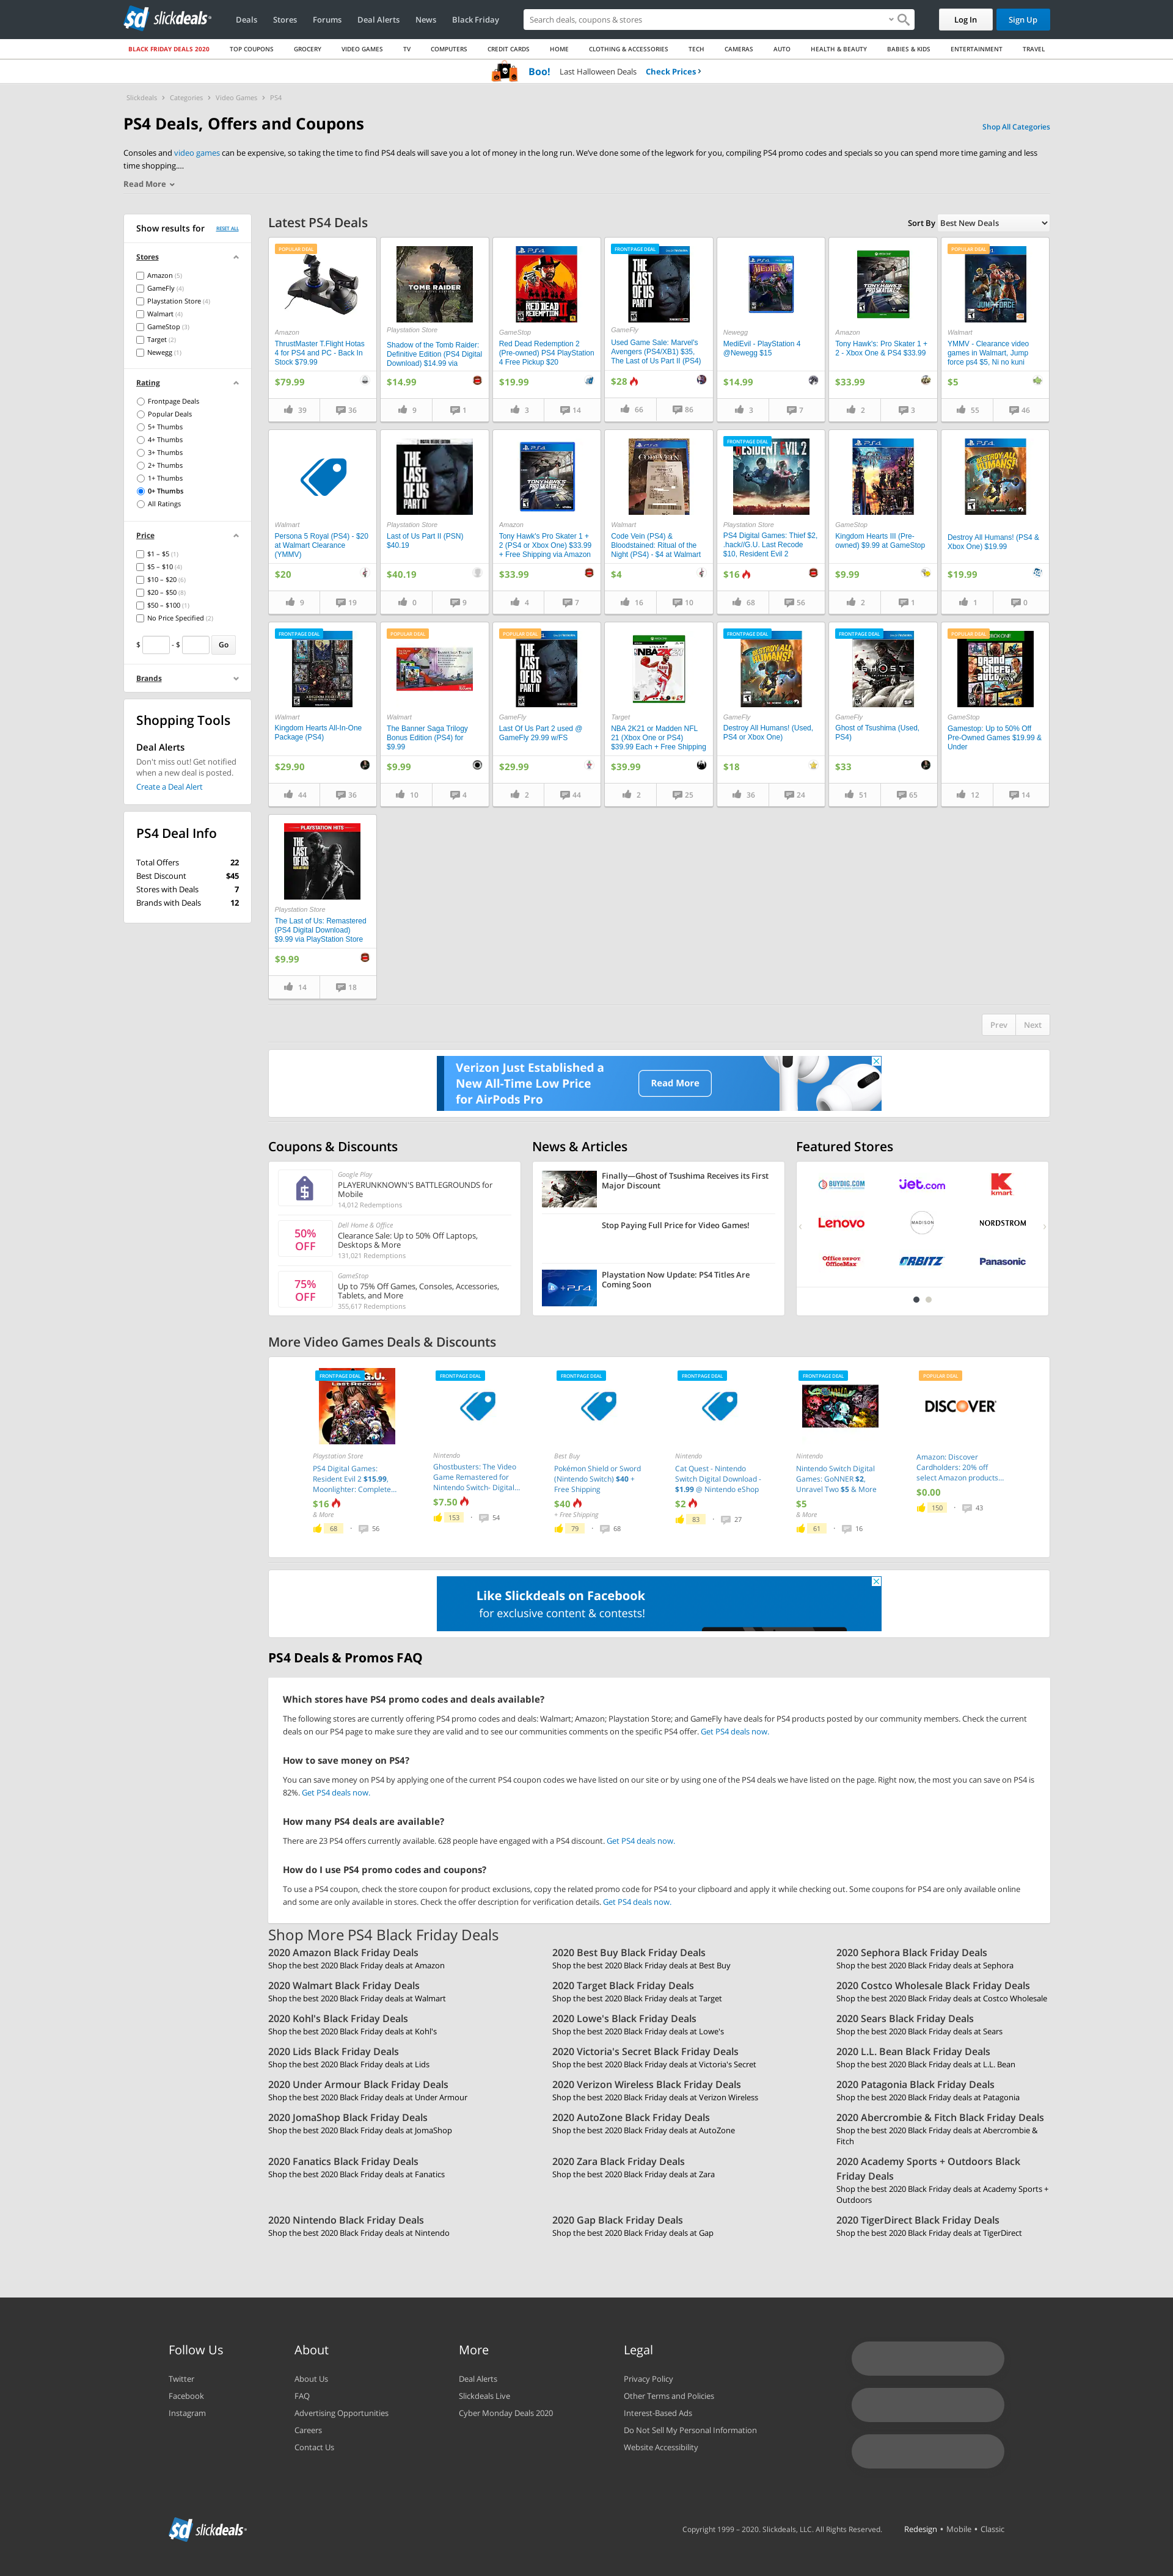 sd slickdeals
Deals Stores Forums Deal Alerts News Black Friday
Search deals, coupons & stores
Log In Sign Up
BLACK FRIDAY DEALS 2020 TOP COUPONS GROCERY VIDEO GAMES TV COMPUTERS CREDIT CARDS HOME CLOTHING & ACCESSORIES TECH CAMERAS AUTO HEALTH & BEAUTY BABIES & KIDS ENTERTAINMENT TRAVEL
Boo! Last Halloween Deals Check Prices
Slickdeals Categories Video Games PS4
PS4 Deals, Offers and Coupons
Shop All Categories
Consoles and video games can be expensive, so taking the time to find PS4 deals will save you a lot of money in the long run. We've done some of the legwork for you, compiling PS4 promo codes and specials so you can spend more time gaming and less
time shopping....
Read More
Show results for RESET ALL
Stores
Amazon (5)
GameFly (4)
Playstation Store (4)
Walmart (4)
GameStop (3)
Target (2)
Newegg (1)
Rating
Frontpage Deals
Popular Deals
5+ Thumbs
4+ Thumbs
3+ Thumbs
2+ Thumbs
1+ Thumbs
0+ Thumbs
All Ratings
Price
$1 – $5 (1)
$5 – $10 (4)
$10 – $20 (6)
$20 – $50 (8)
$50 – $100 (1)
No Price Specified (2)
$ - $ Go
Brands
Shopping Tools
Deal Alerts
Don't miss out! Get notified
when a new deal is posted.
Create a Deal Alert
PS4 Deal Info
Total Offers 22
Best Discount $45
Stores with Deals 7
Brands with Deals 12
Latest PS4 Deals
Sort By Best New Deals
POPULAR DEAL
Amazon
ThrustMaster T.Flight Hotas
4 for PS4 and PC - Back In
Stock $79.99
$79.99
39 36
TOMB RAIDER
Playstation Store
Shadow of the Tomb Raider:
Definitive Edition (PS4 Digital
Download) $14.99 via
$14.99
9 1
RED DEAD
REDEMPTION
GameStop
Red Dead Redemption 2
(Pre-owned) PS4 PlayStation
4 Free Pickup $20
$19.99
3 14
FRONTPAGE DEAL
THE LAST OF US
PART II
GameFly
Used Game Sale: Marvel's
Avengers (PS4/XB1) $35,
The Last of Us Part II (PS4)
$28
66 86
MEDIEVIL
Newegg
MediEvil - PlayStation 4
@Newegg $15
$14.99
3 7
Amazon
Tony Hawk's: Pro Skater 1 +
2 - Xbox One & PS4 $33.99
$33.99
2 3
POPULAR DEAL
JUMP FORCE
Walmart
YMMV - Clearance video
games in Walmart, Jump
force ps4 $5, Ni no kuni
$5
55 46
Walmart
Persona 5 Royal (PS4) - $20
at Walmart Clearance
(YMMV)
$20
9 19
THE LAST OF US
PART II
Playstation Store
Last of Us Part II (PSN)
$40.19
$40.19
0 9
Amazon
Tony Hawk's Pro Skater 1 +
2 (PS4 or Xbox One) $33.99
+ Free Shipping via Amazon
$33.99
4 7
Walmart
Code Vein (PS4) &
Bloodstained: Ritual of the
Night (PS4) - $4 at Walmart
$4
16 10
FRONTPAGE DEAL
RESIDENT EVIL 2
Playstation Store
PS4 Digital Games: Thief $2,
.hack//G.U. Last Recode
$10, Resident Evil 2
$16
68 56
GameStop
Kingdom Hearts III (Pre-
owned) $9.99 at GameStop
$9.99
2 1
DESTROY ALL
HUMANS!
Destroy All Humans! (PS4 &
Xbox One) $19.99
$19.99
1 0
FRONTPAGE DEAL
Walmart
Kingdom Hearts All-In-One
Package (PS4)
$29.90
44 36
POPULAR DEAL
Walmart
The Banner Saga Trilogy
Bonus Edition (PS4) for
$9.99
$9.99
10 4
POPULAR DEAL
THE LAST OF US
PART II
GameFly
Last Of Us Part 2 used @
GameFly 29.99 w/FS
$29.99
2 44
NBA 2K21
Target
NBA 2K21 or Madden NFL
21 (Xbox One or PS4)
$39.99 Each + Free Shipping
$39.99
2 25
FRONTPAGE DEAL
DESTROY ALL
HUMANS!
GameFly
Destroy All Humans! (Used,
PS4 or Xbox One)
$18
36 24
FRONTPAGE DEAL
GHOST
GameFly
Ghost of Tsushima (Used,
PS4)
$33
51 65
POPULAR DEAL
grand theft auto V
GameStop
Gamestop: Up to 50% Off
Pre-Owned Games $19.99 &
Under
12 14
PLAYSTATION HITS
THE LAST OF US
Playstation Store
The Last of Us: Remastered
(PS4 Digital Download)
$9.99 via PlayStation Store
$9.99
14 18
Prev Next
Verizon Just Established a
New All-Time Low Price
for AirPods Pro
Read More
Coupons & Discounts
Google Play
PLAYERUNKNOWN'S BATTLEGROUNDS for
Mobile
14,012 Redemptions
50%
OFF
Dell Home & Office
Clearance Sale: Up to 50% Off Laptops,
Desktops & More
131,021 Redemptions
75%
OFF
GameStop
Up to 75% Off Games, Consoles, Accessories,
Tablets, and More
355,617 Redemptions
News & Articles
Finally—Ghost of Tsushima Receives its First
Major Discount
Stop Paying Full Price for Video Games!
PS4
Playstation Now Update: PS4 Titles Are
Coming Soon
Featured Stores
BUYDIG.COM Jet.com kmart
Lenovo MADISON NORDSTROM
Office DEPOT OfficeMax ORBITZ Panasonic
More Video Games Deals & Discounts
FRONTPAGE DEAL
Playstation Store
PS4 Digital Games:
Resident Evil 2 $15.99,
Moonlighter: Complete...
$16
& More
68 56
FRONTPAGE DEAL
Nintendo
Ghostbusters: The Video
Game Remastered for
Nintendo Switch- Digital...
$7.50
153 54
FRONTPAGE DEAL
Best Buy
Pokémon Shield or Sword
(Nintendo Switch) $40 +
Free Shipping
$40
+ Free Shipping
79 68
FRONTPAGE DEAL
Nintendo
Cat Quest - Nintendo
Switch Digital Download -
$1.99 @ Nintendo eShop
$2
83 27
FRONTPAGE DEAL
Nintendo
Nintendo Switch Digital
Games: GoNNER $2,
Unravel Two $5 & More
$5
& More
61 16
POPULAR DEAL
DISCOVER
Amazon: Discover
Cardholders: 20% off
select Amazon products...
$0.00
150 43
Like Slickdeals on Facebook
for exclusive content & contests!
PS4 Deals & Promos FAQ
Which stores have PS4 promo codes and deals available?
The following stores are currently offering PS4 promo codes and deals: Walmart; Amazon; Playstation Store; and GameFly have deals for PS4 products posted by our community members. Check the current
deals on our PS4 page to make sure they are valid and to see our communities comments on the specific PS4 offer. Get PS4 deals now.
How to save money on PS4?
You can save money on PS4 by applying one of the current PS4 coupon codes we have listed on our site or by using one of the PS4 deals we have listed on the page. Right now, the most you can save on PS4 is
82%. Get PS4 deals now.
How many PS4 deals are available?
There are 23 PS4 offers currently available. 628 people have engaged with a PS4 discount. Get PS4 deals now.
How do I use PS4 promo codes and coupons?
To use a PS4 coupon, check the store coupon for product exclusions, copy the related promo code for PS4 to your clipboard and apply it while checking out. Some coupons for PS4 are only available online
and some are only available in stores. Check the offer description for verification details. Get PS4 deals now.
Shop More PS4 Black Friday Deals
2020 Amazon Black Friday Deals
Shop the best 2020 Black Friday deals at Amazon
2020 Best Buy Black Friday Deals
Shop the best 2020 Black Friday deals at Best Buy
2020 Sephora Black Friday Deals
Shop the best 2020 Black Friday deals at Sephora
2020 Walmart Black Friday Deals
Shop the best 2020 Black Friday deals at Walmart
2020 Target Black Friday Deals
Shop the best 2020 Black Friday deals at Target
2020 Costco Wholesale Black Friday Deals
Shop the best 2020 Black Friday deals at Costco Wholesale
2020 Kohl's Black Friday Deals
Shop the best 2020 Black Friday deals at Kohl's
2020 Lowe's Black Friday Deals
Shop the best 2020 Black Friday deals at Lowe's
2020 Sears Black Friday Deals
Shop the best 2020 Black Friday deals at Sears
2020 Lids Black Friday Deals
Shop the best 2020 Black Friday deals at Lids
2020 Victoria's Secret Black Friday Deals
Shop the best 2020 Black Friday deals at Victoria's Secret
2020 L.L. Bean Black Friday Deals
Shop the best 2020 Black Friday deals at L.L. Bean
2020 Under Armour Black Friday Deals
Shop the best 2020 Black Friday deals at Under Armour
2020 Verizon Wireless Black Friday Deals
Shop the best 2020 Black Friday deals at Verizon Wireless
2020 Patagonia Black Friday Deals
Shop the best 2020 Black Friday deals at Patagonia
2020 JomaShop Black Friday Deals
Shop the best 2020 Black Friday deals at JomaShop
2020 AutoZone Black Friday Deals
Shop the best 2020 Black Friday deals at AutoZone
2020 Abercrombie & Fitch Black Friday Deals
Shop the best 2020 Black Friday deals at Abercrombie &
Fitch
2020 Fanatics Black Friday Deals
Shop the best 2020 Black Friday deals at Fanatics
2020 Zara Black Friday Deals
Shop the best 2020 Black Friday deals at Zara
2020 Academy Sports + Outdoors Black
Friday Deals
Shop the best 2020 Black Friday deals at Academy Sports +
Outdoors
2020 Nintendo Black Friday Deals
Shop the best 2020 Black Friday deals at Nintendo
2020 Gap Black Friday Deals
Shop the best 2020 Black Friday deals at Gap
2020 TigerDirect Black Friday Deals
Shop the best 2020 Black Friday deals at TigerDirect
Follow Us
Twitter
Facebook
Instagram
About
About Us
FAQ
Advertising Opportunities
Careers
Contact Us
More
Deal Alerts
Slickdeals Live
Cyber Monday Deals 2020
Legal
Privacy Policy
Other Terms and Policies
Interest-Based Ads
Do Not Sell My Personal Information
Website Accessibility
sd slickdeals
Copyright 1999 – 2020. Slickdeals, LLC. All Rights Reserved. Redesign • Mobile • Classic